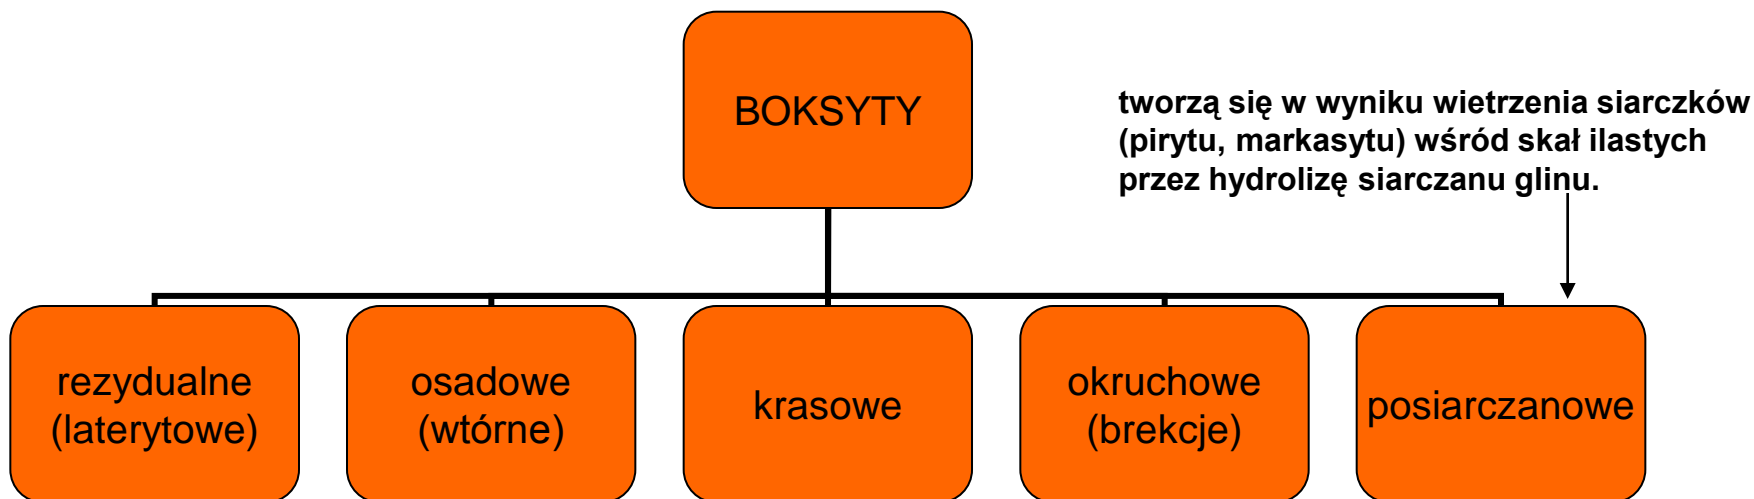 BOKSYTY
tworzą się w wyniku wietrzenia siarczków
(pirytu, markasytu) wśród skał ilastych
przez hydrolizę siarczanu glinu.
rezydualne
(laterytowe)
osadowe
(wtórne)
krasowe
okruchowe
(brekcje)
posiarczanowe